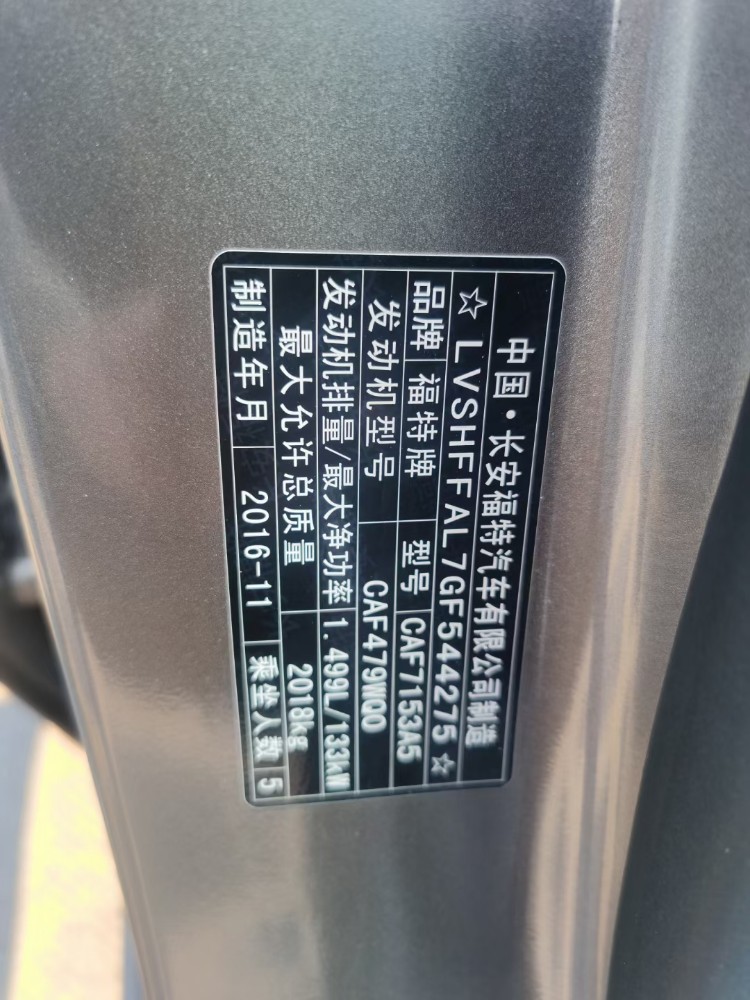 中国·长安福特汽车有限公司制造
☆LVSHFFAL7GF544275☆
品牌 福特牌 型号 CAF7153A5
发动机型号 CAF479WQ0
发动机排量/最大净功率 1.499L/133kW
最大允许总质量 2018kg
制造年月 2016-11 乘坐人数 5